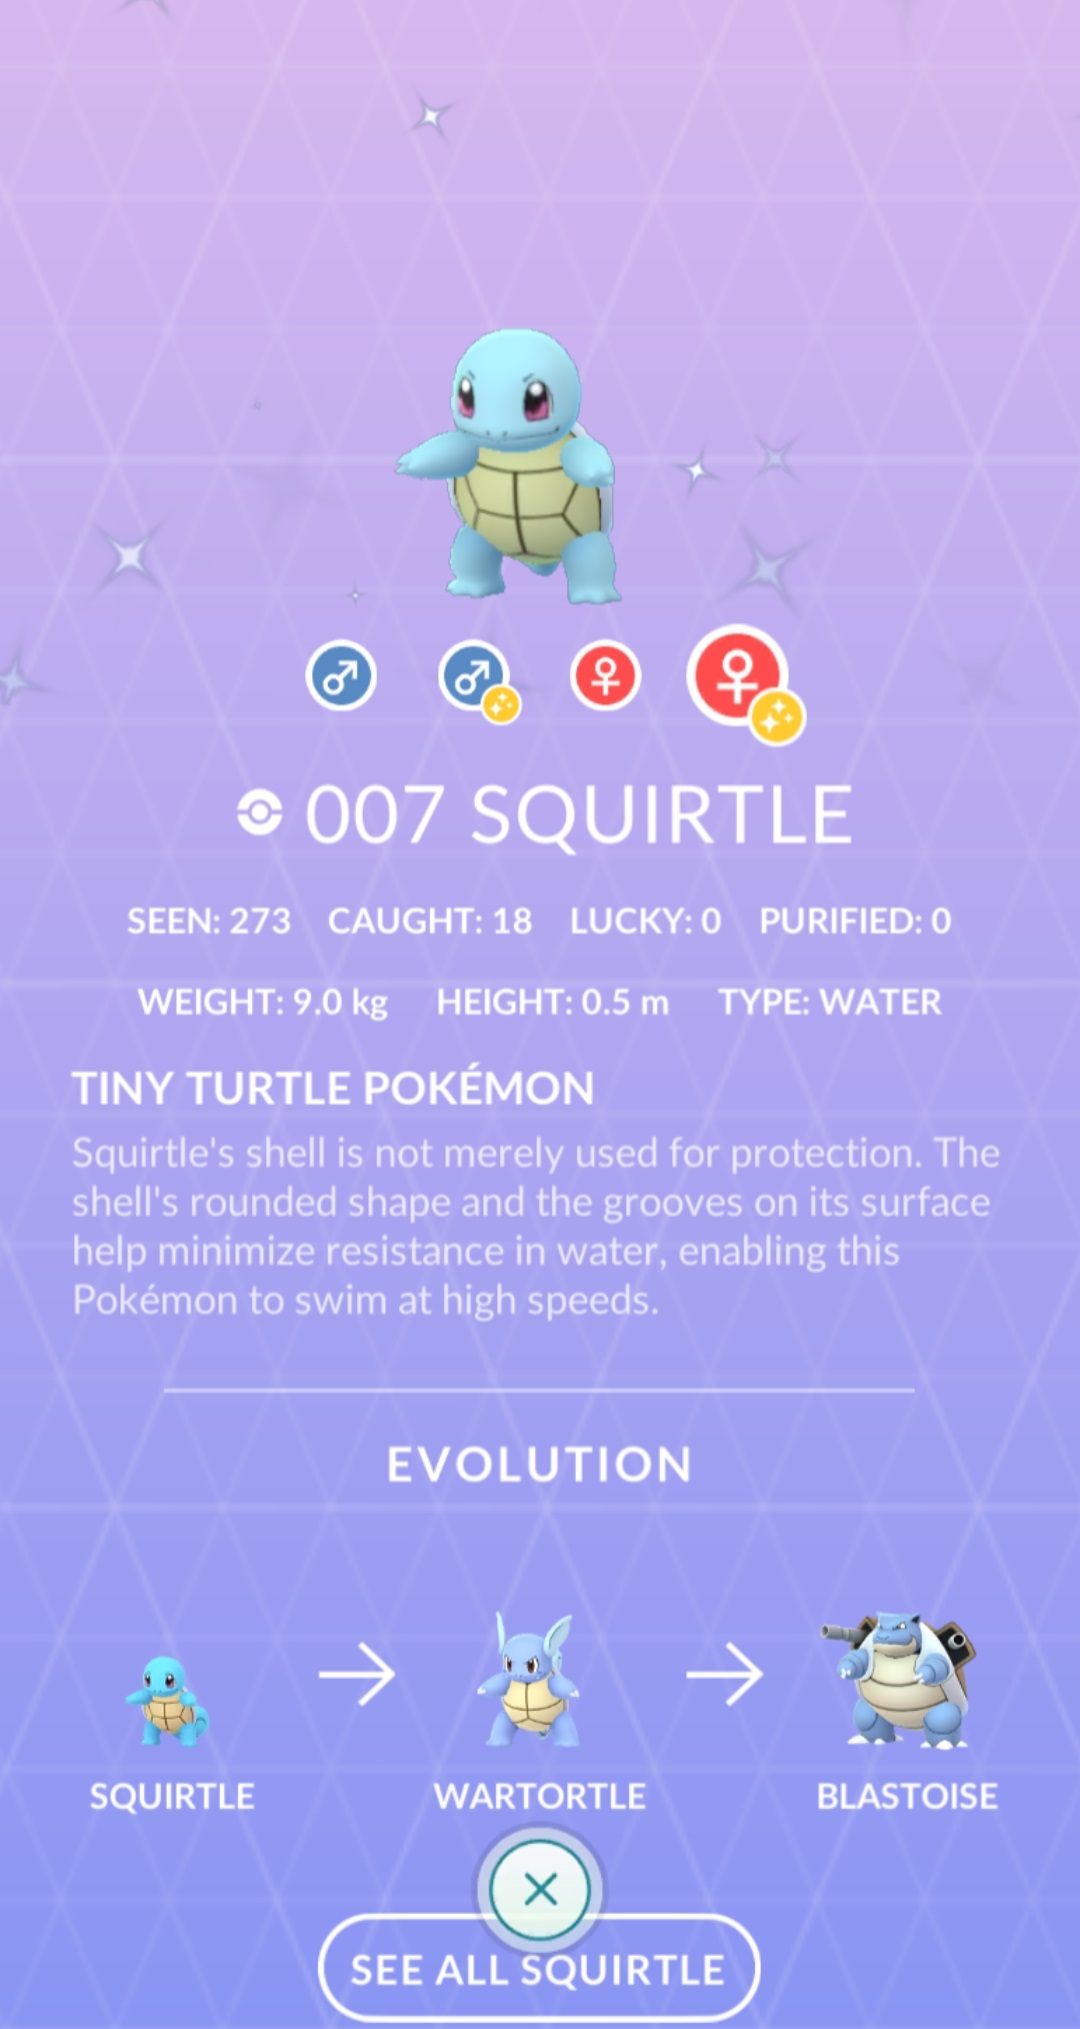 007 SQUIRTLE
SEEN: 273 CAUGHT: 18 LUCKY: 0 PURIFIED: 0
WEIGHT: 9.0 kg HEIGHT: 0.5 m TYPE: WATER
TINY TURTLE POKÉMON
Squirtle's shell is not merely used for protection. The
shell's rounded shape and the grooves on its surface
help minimize resistance in water, enabling this
Pokémon to swim at high speeds.
EVOLUTION
SQUIRTLE WARTORTLE BLASTOISE
SEE ALL SQUIRTLE